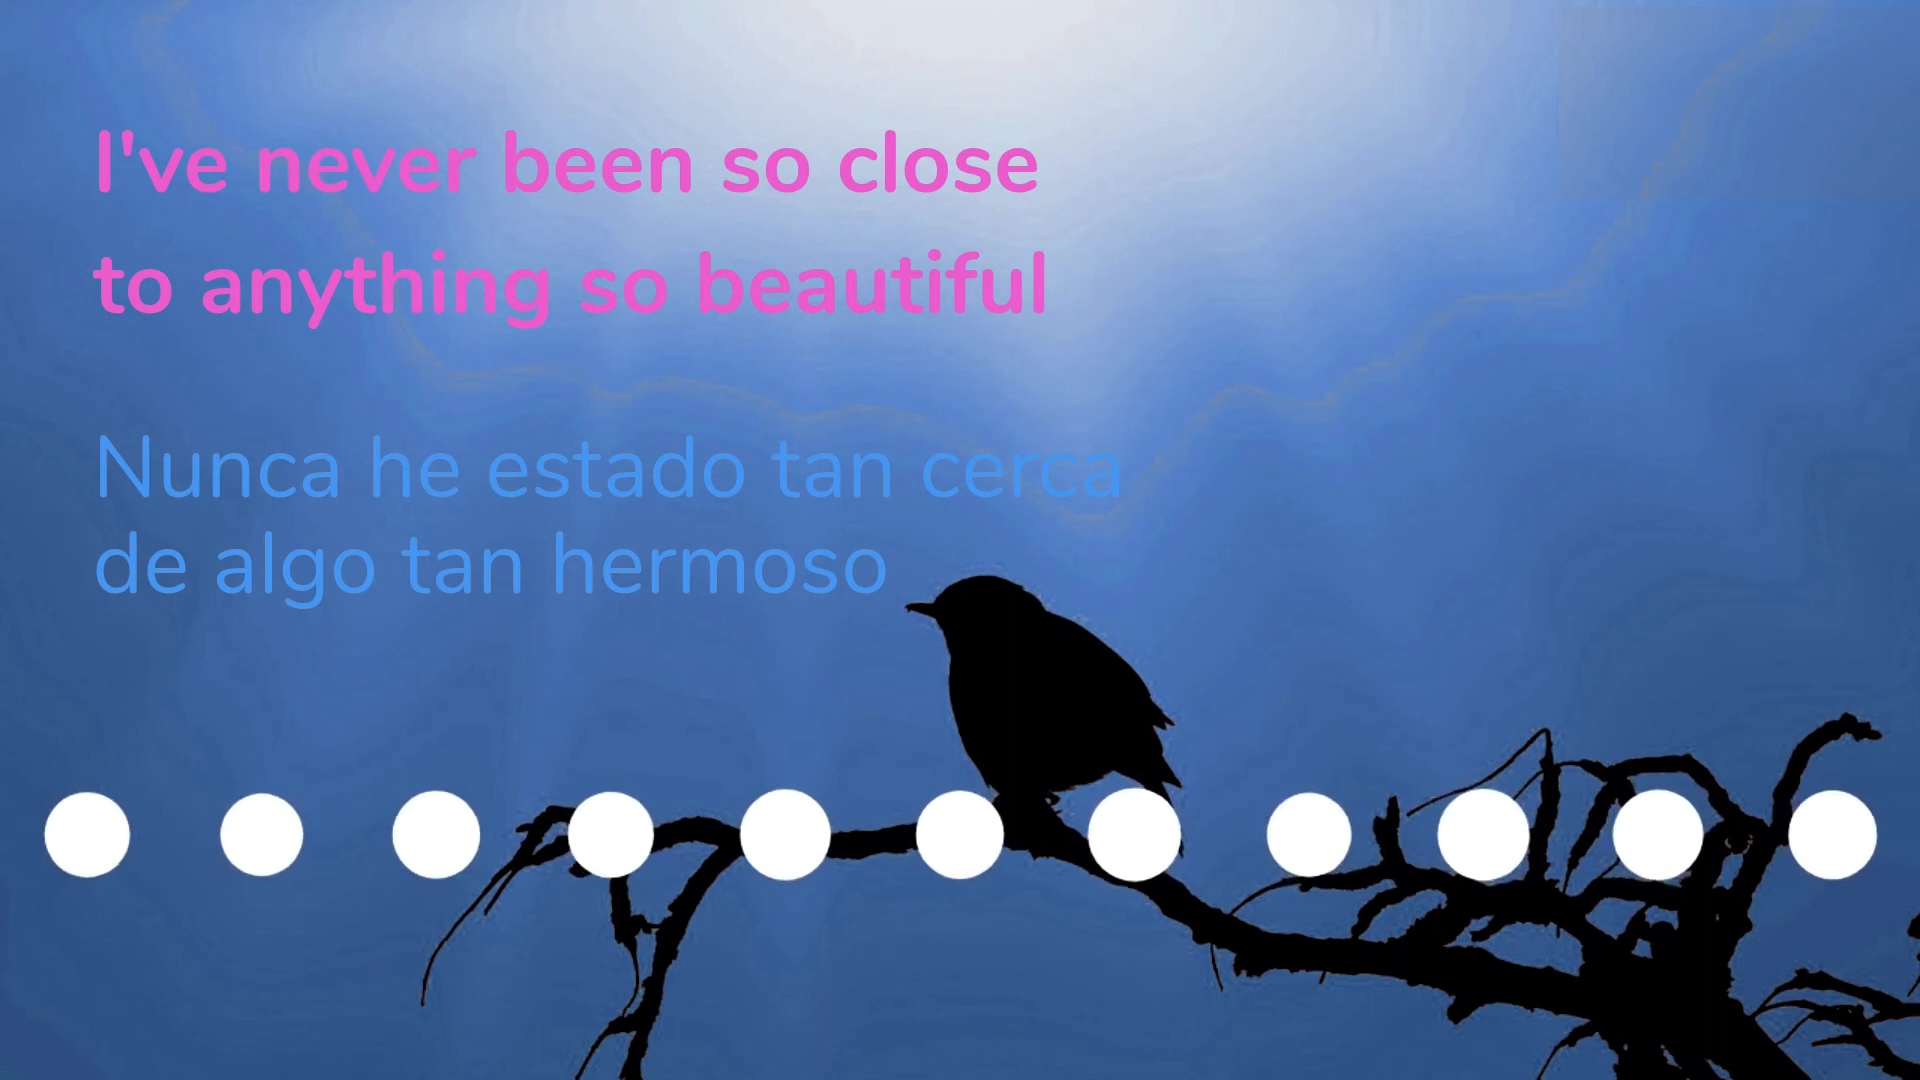 I've never been so close
to anything so beautiful
Nunca he estado tan cerca
de algo tan hermoso